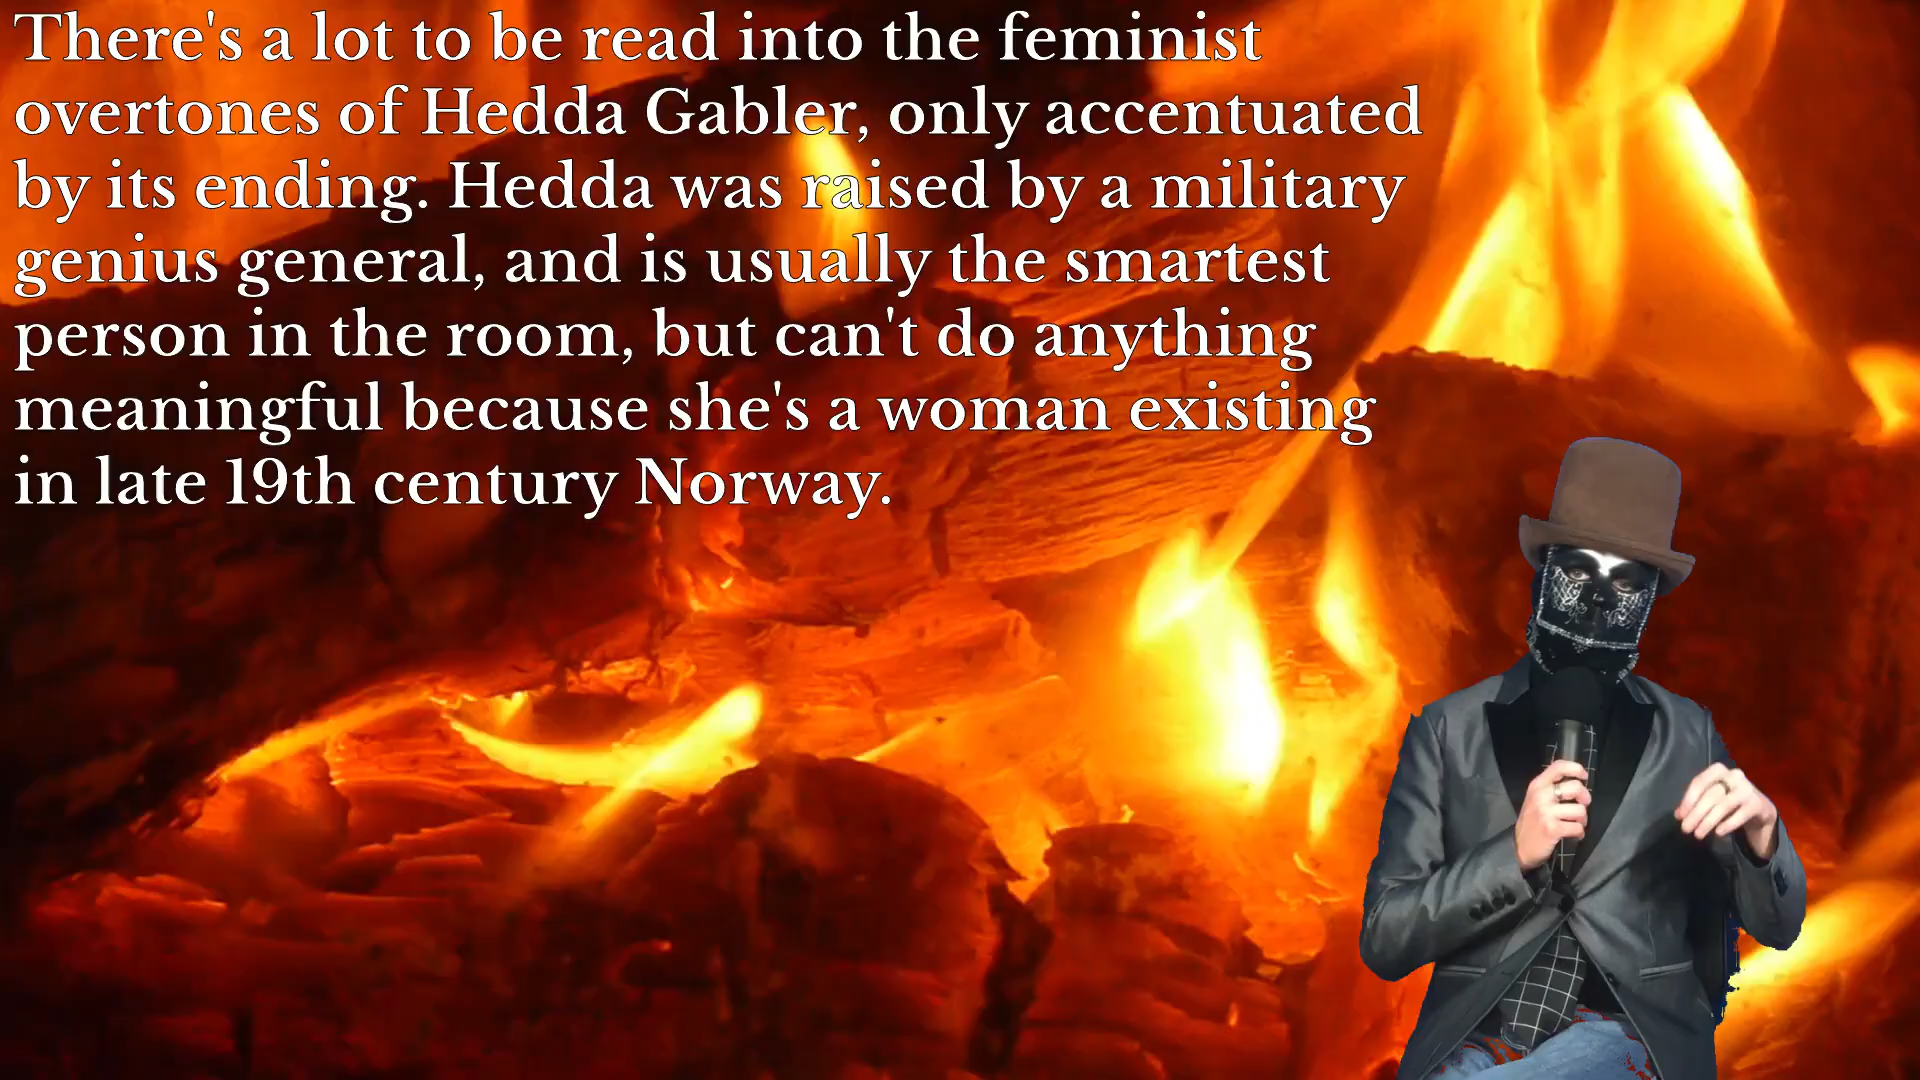 There's a lot to be read into the feminist
overtones of Hedda Gabler, only accentuated
by its ending. Hedda was raised by a military
genius general, and is usually the smartest
person in the room, but can't do anything
meaningful because she's a woman existing
in late 19th century Norway.